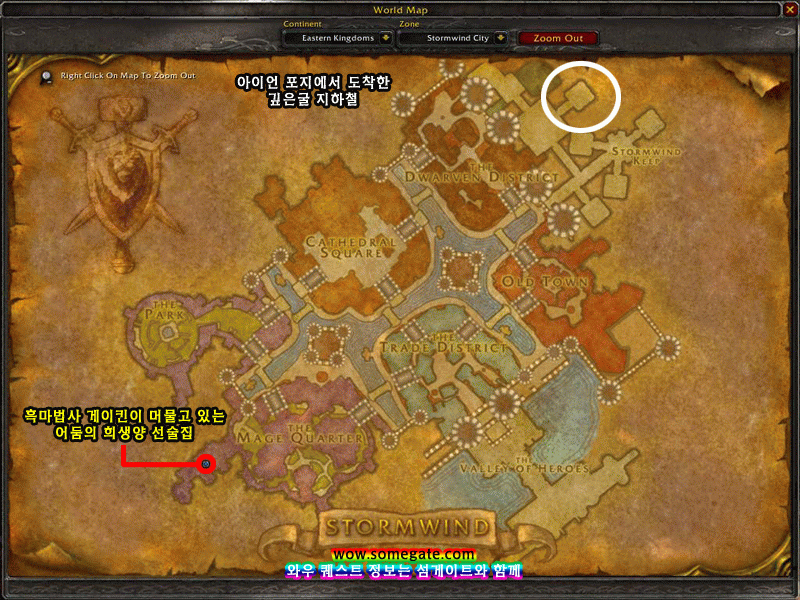 World Map
Continent
Zone
Eastern Kingdoms
Stormwind City
Zoom Out
Right Click On Map To Zoom Out
아이언 포지에서 도착한
깊은굴 지하철
STORMWIND
KEEP
THE
DWARVEN DISTRICT
CATHEDRAL
SQUARE
OLD TOWN
THE
PARK
THE
TRADE DISTRICT
흑마법사 게이킨이 머물고 있는
어둠의 희생양 선술집
THE
MAGE QUARTER
THE
VALLEY OF HEROES
STORMWIND
wow.somegate.com
와우 퀘스트 정보는 섬게이트와 함께